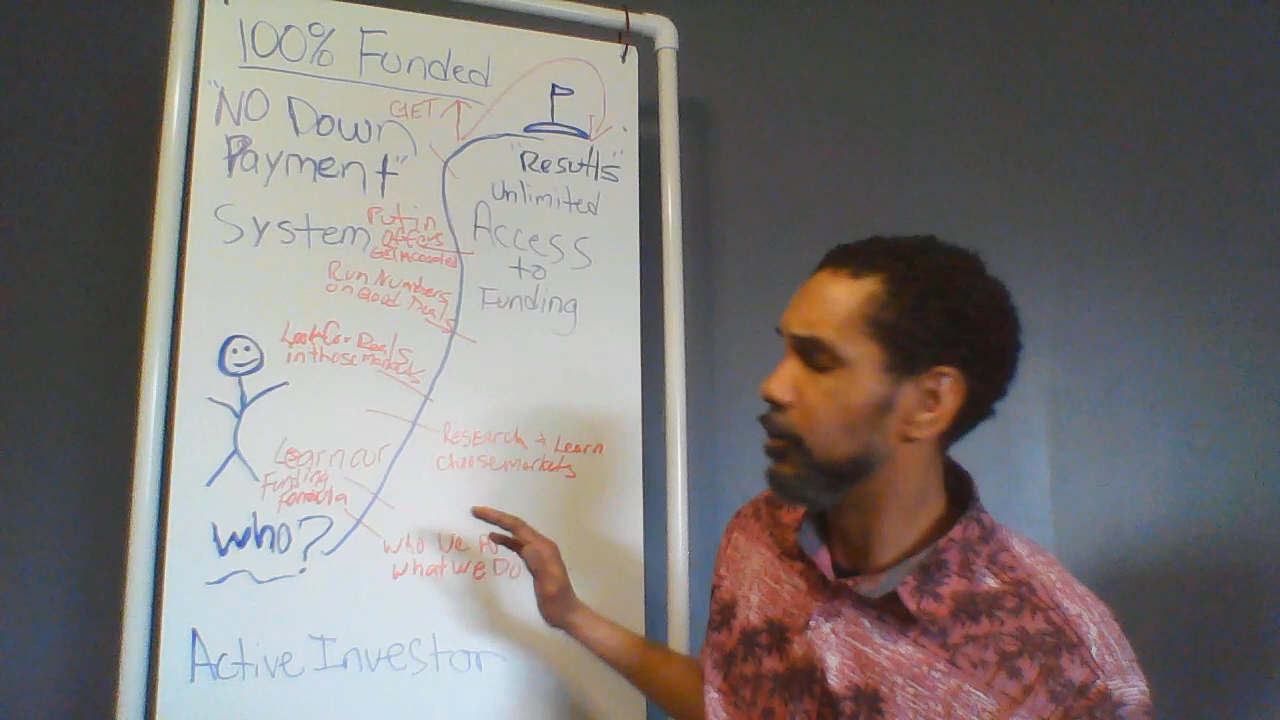 100% Funded
"NO Down
Payment"
System
GET
"Results"
Unlimited
Access
to
Funding
Put in
offers
Get Accepted
Run Numbers
on Good Deals
Look for Deals
in those markets
Research + Learn
choose markets
Learn our
Funding
formula
who?
who we
what we Do
Active Investor